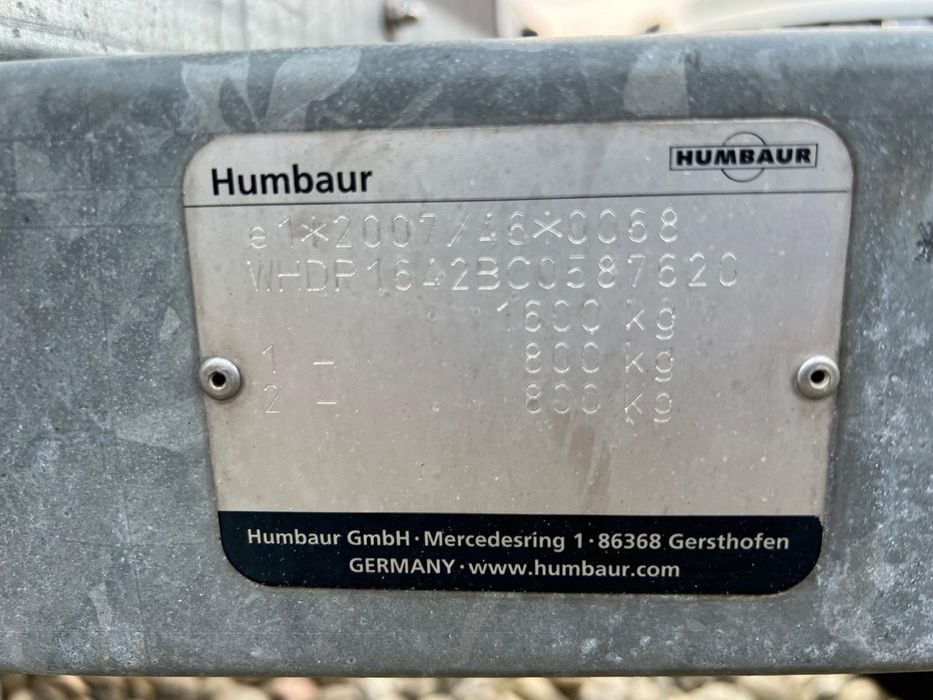 Humbaur
HUMBAUR
e1*2007/46*0068
WHDP1642BC0587620
1600 kg
1 - 800 kg
2 - 800 kg
Humbaur GmbH · Mercedesring 1 · 86368 Gersthofen
GERMANY · www.humbaur.com